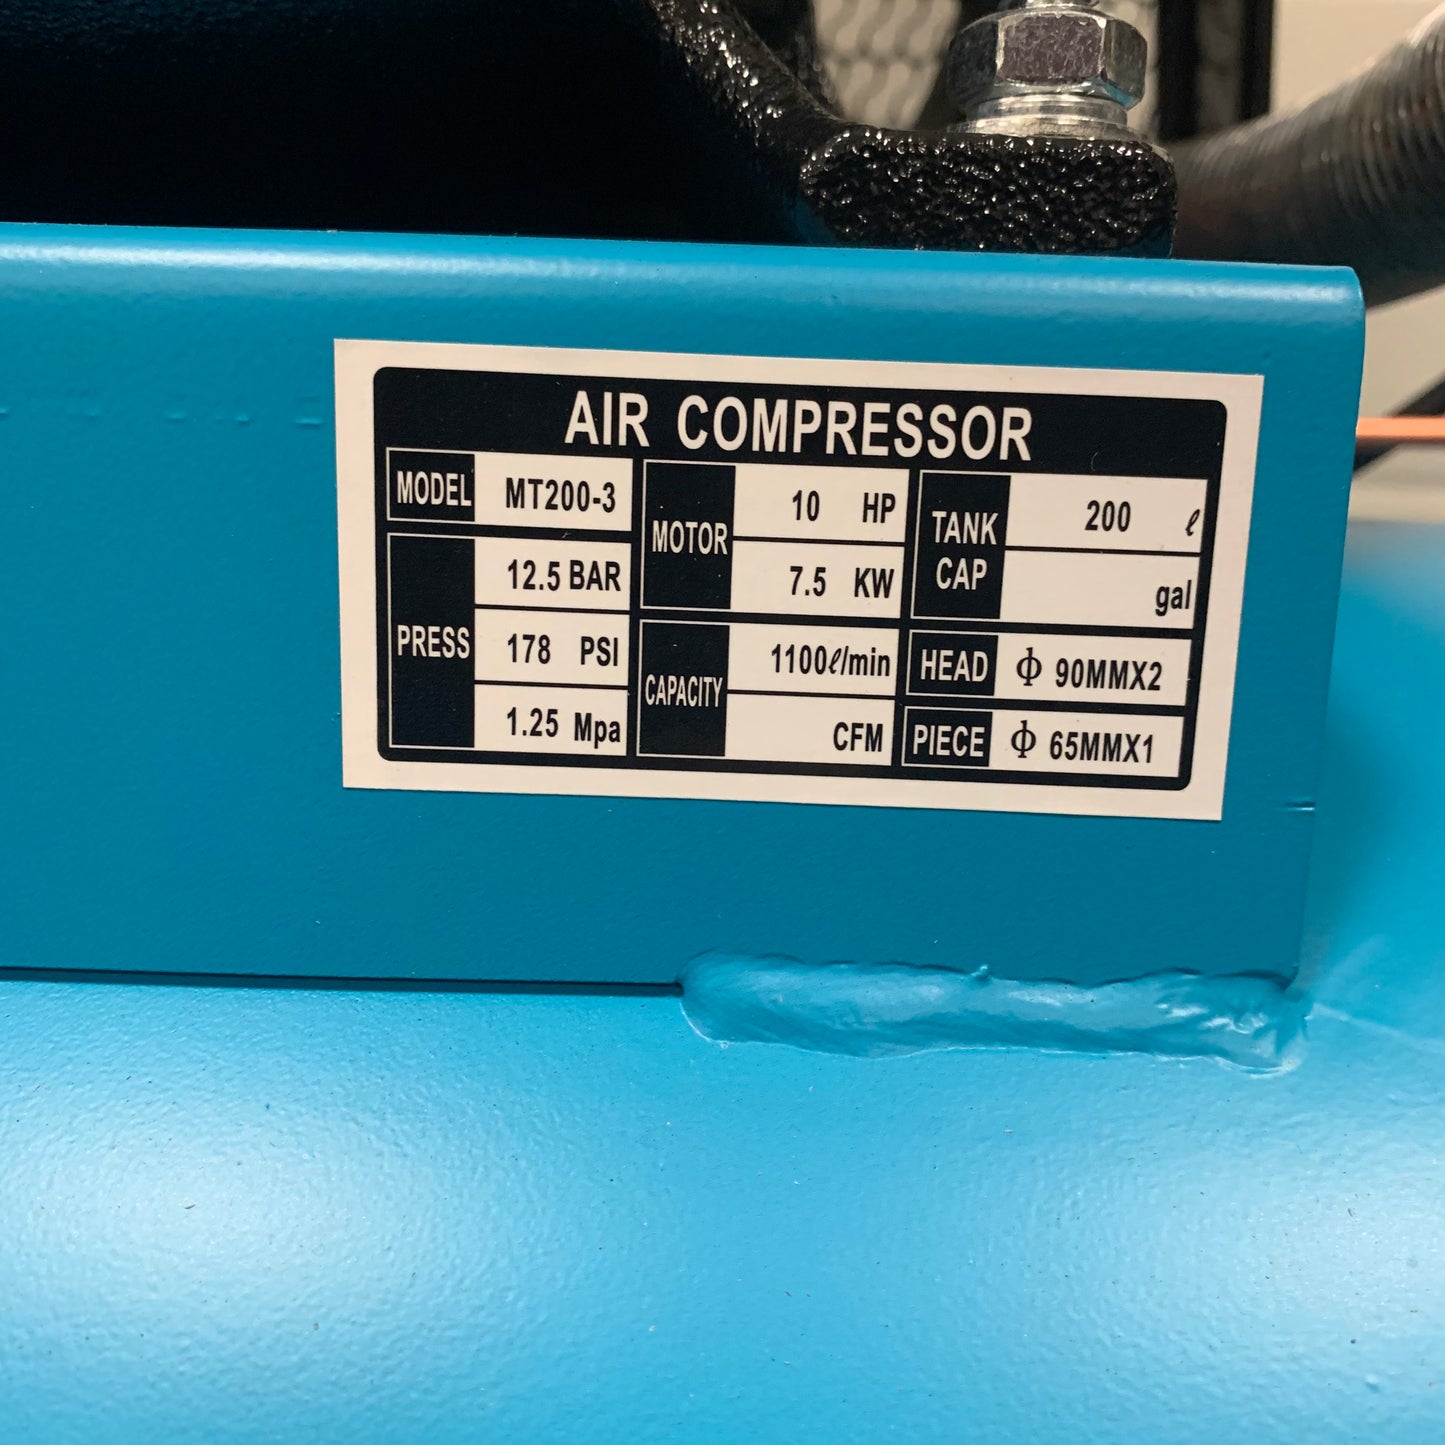 AIR COMPRESSOR
MODEL MT200-3
PRESS
12.5 BAR
178 PSI
1.25 Mpa
MOTOR
10 HP
7.5 KW
CAPACITY
1100ℓ/min
CFM
TANK
CAP
200 ℓ
gal
HEAD ϕ 90MMX2
PIECE ϕ 65MMX1